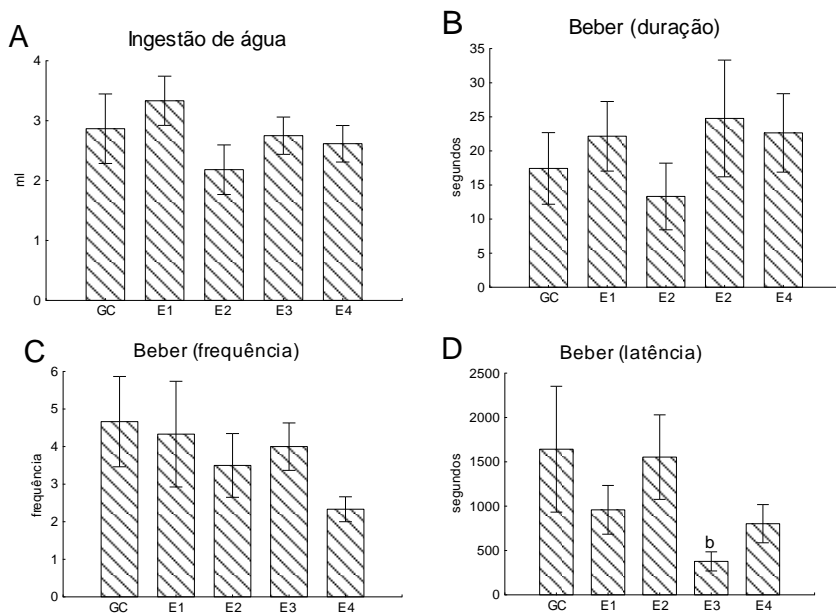 A
Ingestão de água
4
3
2
1
0
ml
GC E1 E2 E3 E4
B
Beber (duração)
35
30
25
20
15
10
5
0
segundos
GC E1 E2 E2 E4
C
Beber (frequência)
6
5
4
3
2
1
0
frequência
GC E1 E2 E3 E4
D
Beber (latência)
2500
2000
1500
1000
500
0
segundos
b
GC E1 E2 E3 E4